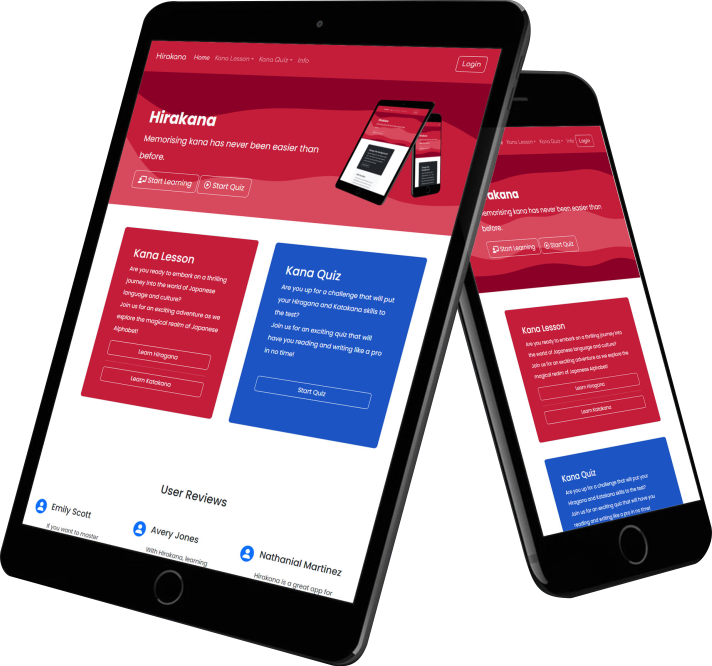 Hirakana Home Kana Lesson Kana Quiz Info Login
Hirakana
Memorising kana has never been easier than
before.
Start Learning Start Quiz
Kana Lesson
Are you ready to embark on a thrilling
journey into the world of Japanese
language and culture?
Join us for an exciting adventure as we
explore the magical realm of Japanese
Alphabet!
Learn Hiragana
Learn Katakana
Kana Quiz
Are you up for a challenge that will put
your Hiragana and Katakana skills to
the test?
Join us for an exciting quiz that will
have you reading and writing like a pro
in no time!
Start Quiz
User Reviews
Emily Scott
If you want to master
Avery Jones
With Hirakana, learning
Nathanial Martinez
Hirakana is a great app for
Kana Lesson Kana Quiz Info Login
rakana
emorising kana has never been easier than
before.
Start Learning Start Quiz
Kana Lesson
Are you ready to embark on a thrilling journey into
the world of Japanese language and culture?
Join us for an exciting adventure as we explore the
magical realm of Japanese Alphabet!
Learn Hiragana
Learn Katakana
Kana Quiz
Are you up for a challenge that will put your
Hiragana and Katakana skills to the test?
Join us for an exciting quiz that will have you
reading and writing like a pro in no time!